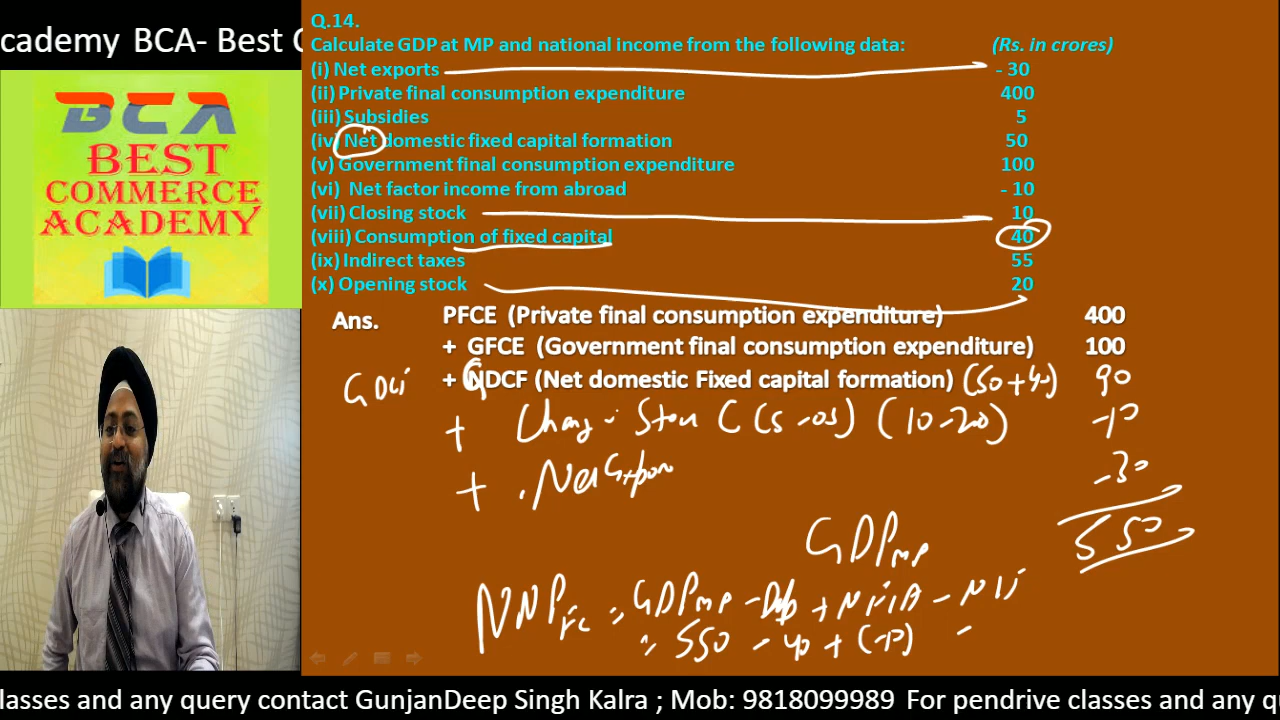 cademy BCA- Best C
BCA
BEST
COMMERCE
ACADEMY
Q.14.
Calculate GDP at MP and national income from the following data: (Rs. in crores)
(i) Net exports - 30
(ii) Private final consumption expenditure 400
(iii) Subsidies 5
(iv) Net domestic fixed capital formation 50
(v) Government final consumption expenditure 100
(vi) Net factor income from abroad - 10
(vii) Closing stock 10
(viii) Consumption of fixed capital 40
(ix) Indirect taxes 55
(x) Opening stock 20
Ans. PFCE (Private final consumption expenditure) 400
+ GFCE (Government final consumption expenditure) 100
+ NDCF (Net domestic Fixed capital formation) (50+40) 90
+ (10-20) -10
+ Net -30
550
GDPMP
NNPFC = GDPMP - Dep + NFIA - NIT
= 550 - 40 + (-10) -
lasses and any query contact GunjanDeep Singh Kalra ; Mob: 9818099989 For pendrive classes and any q